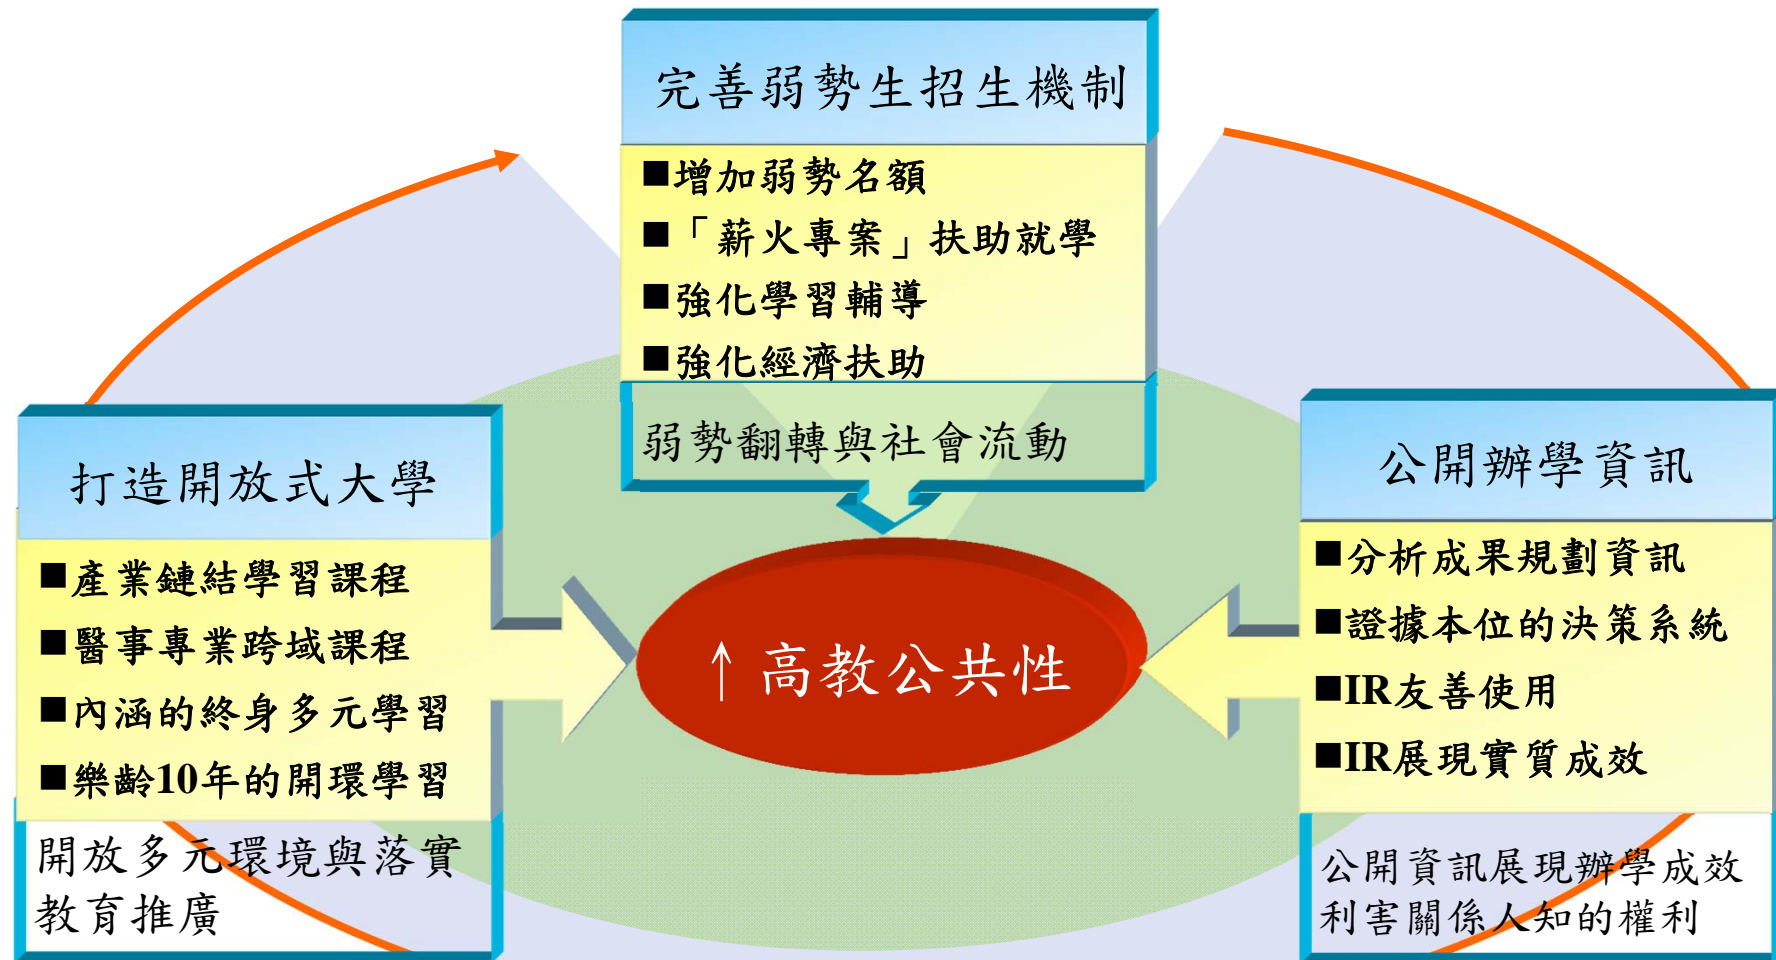 完善弱勢生招生機制
■增加弱勢名額
■「薪火專案」扶助就學
■強化學習輔導
■強化經濟扶助
弱勢翻轉與社會流動
打造開放式大學
■產業鏈結學習課程
■醫事專業跨域課程
■內涵的終身多元學習
■樂齡10年的開環學習
開放多元環境與落實
教育推廣
↑高教公共性
公開辦學資訊
■分析成果規劃資訊
■證據本位的決策系統
■IR友善使用
■IR展現實質成效
公開資訊展現辦學成效
利害關係人知的權利